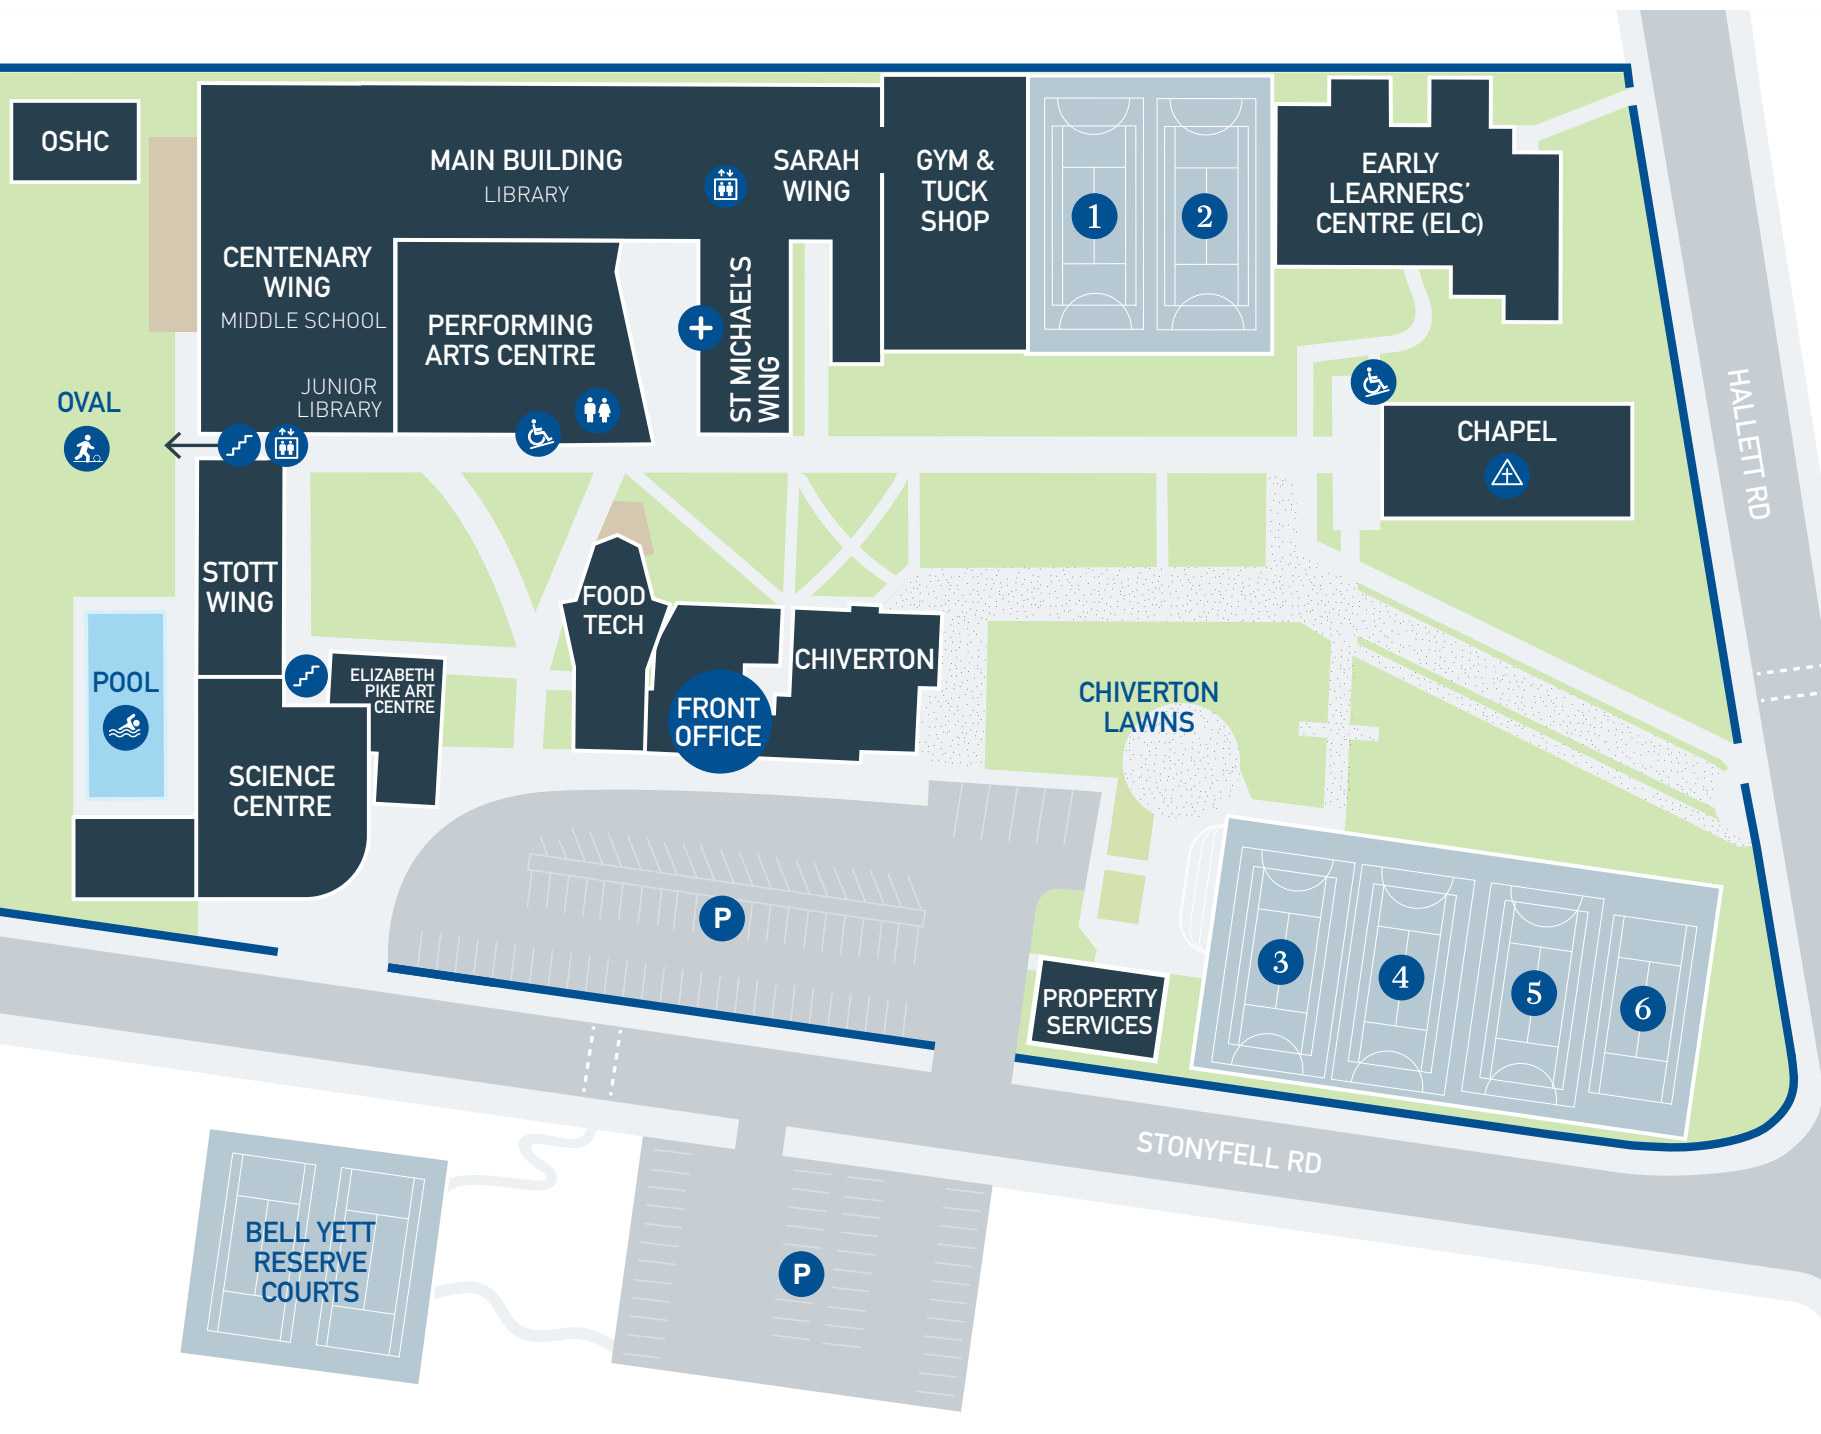 OSHC
MAIN BUILDING
LIBRARY
SARAH
WING
GYM &
TUCK
SHOP
1
2
EARLY
LEARNERS'
CENTRE (ELC)
CENTENARY
WING
MIDDLE SCHOOL
JUNIOR
LIBRARY
PERFORMING
ARTS CENTRE
ST MICHAEL'S
WING
OVAL
CHAPEL
HALLETT RD
STOTT
WING
FOOD
TECH
CHIVERTON
FRONT
OFFICE
POOL
ELIZABETH
PIKE ART
CENTRE
SCIENCE
CENTRE
CHIVERTON
LAWNS
P
3
4
5
6
PROPERTY
SERVICES
STONYFELL RD
BELL YETT
RESERVE
COURTS
P